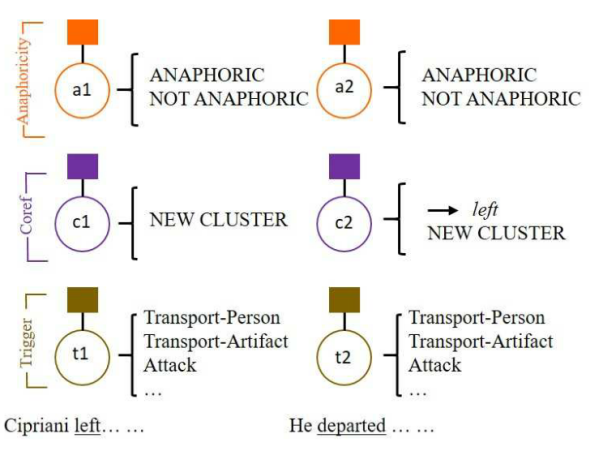 Anaphoricity
a1
ANAPHORIC
NOT ANAPHORIC
a2
ANAPHORIC
NOT ANAPHORIC
Coref
c1
NEW CLUSTER
c2
→ left
NEW CLUSTER
Trigger
t1
Transport-Person
Transport-Artifact
Attack
…
t2
Transport-Person
Transport-Artifact
Attack
…
Cipriani left… …
He departed … …